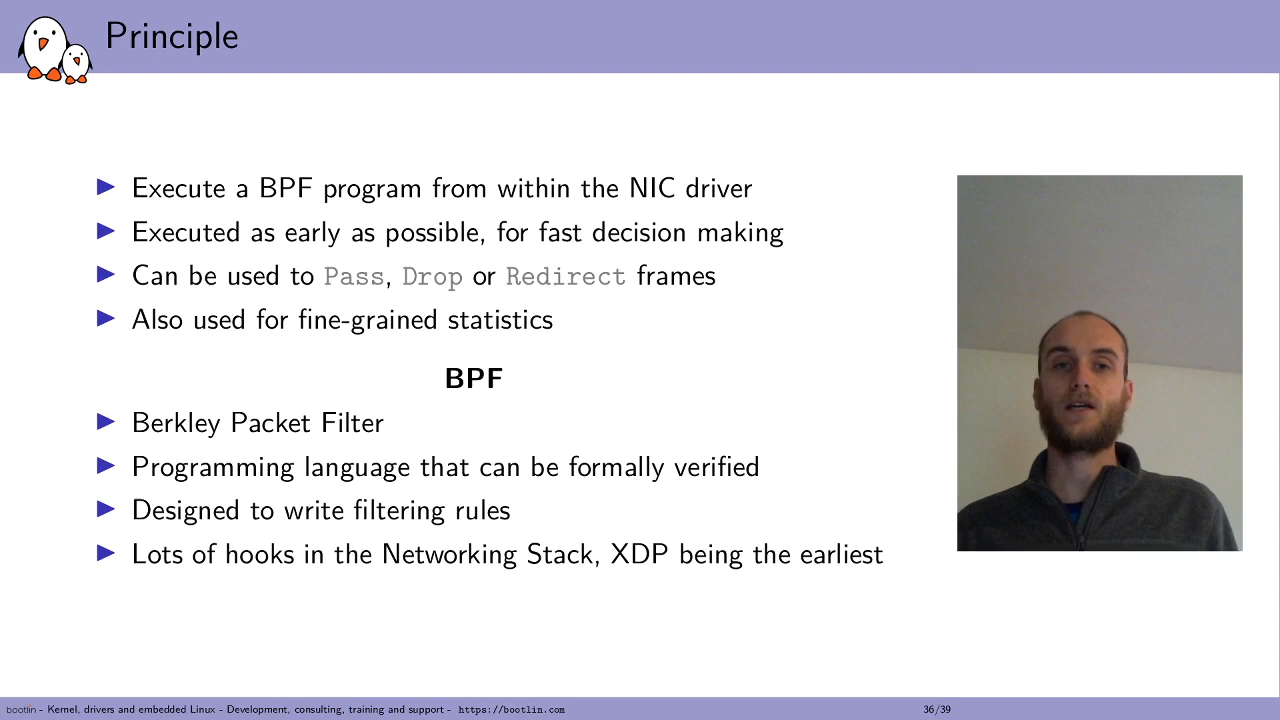 Principle
Execute a BPF program from within the NIC driver
Executed as early as possible, for fast decision making
Can be used to Pass, Drop or Redirect frames
Also used for fine-grained statistics
BPF
Berkley Packet Filter
Programming language that can be formally verified
Designed to write filtering rules
Lots of hooks in the Networking Stack, XDP being the earliest
bootlin - Kernel, drivers and embedded Linux - Development, consulting, training and support - https://bootlin.com 36/39